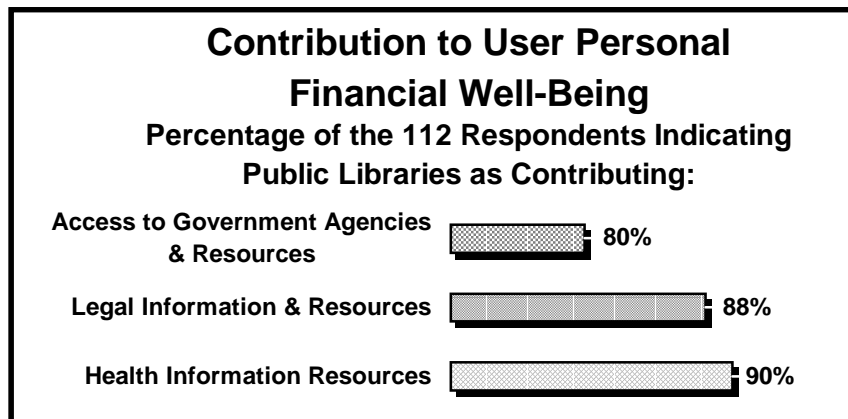 Contribution to User Personal
Financial Well-Being
Percentage of the 112 Respondents Indicating
Public Libraries as Contributing:
Access to Government Agencies
& Resources
80%
Legal Information & Resources
88%
Health Information Resources
90%